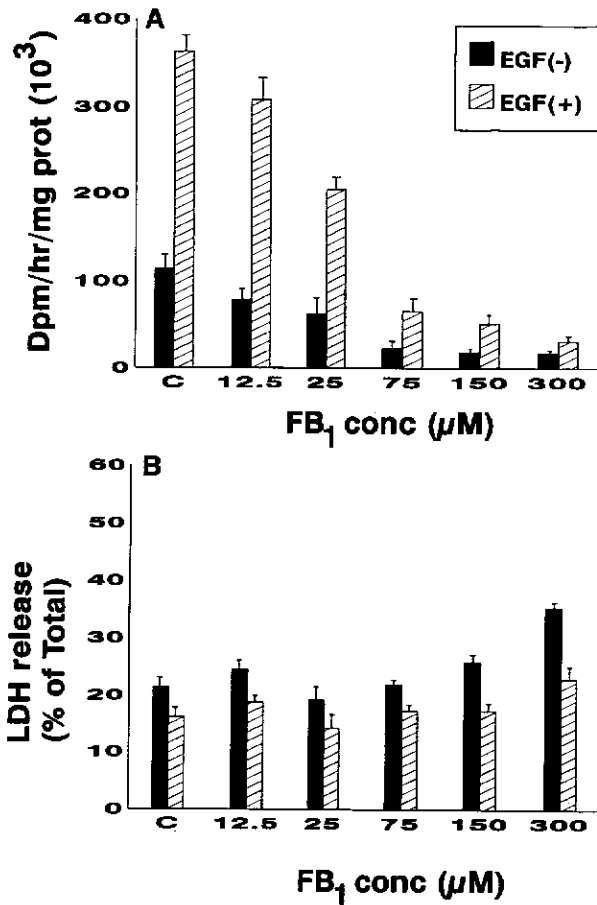 A
Dpm/hr/mg prot (10³)
400
300
200
100
0
EGF(-)
EGF(+)
C 12.5 25 75 150 300
FB₁ conc (µM)
B
LDH release
(% of Total)
60
50
40
30
20
10
0
C 12.5 25 75 150 300
FB₁ conc (µM)